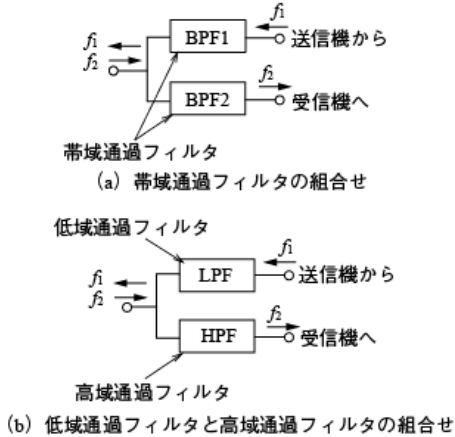 f1
f1 BPF1 送信機から
f2
f2
BPF2 受信機へ
帯域通過フィルタ
(a) 帯域通過フィルタの組合せ
低域通過フィルタ
f1
f1 LPF 送信機から
f2
f2
HPF 受信機へ
高域通過フィルタ
(b) 低域通過フィルタと高域通過フィルタの組合せ